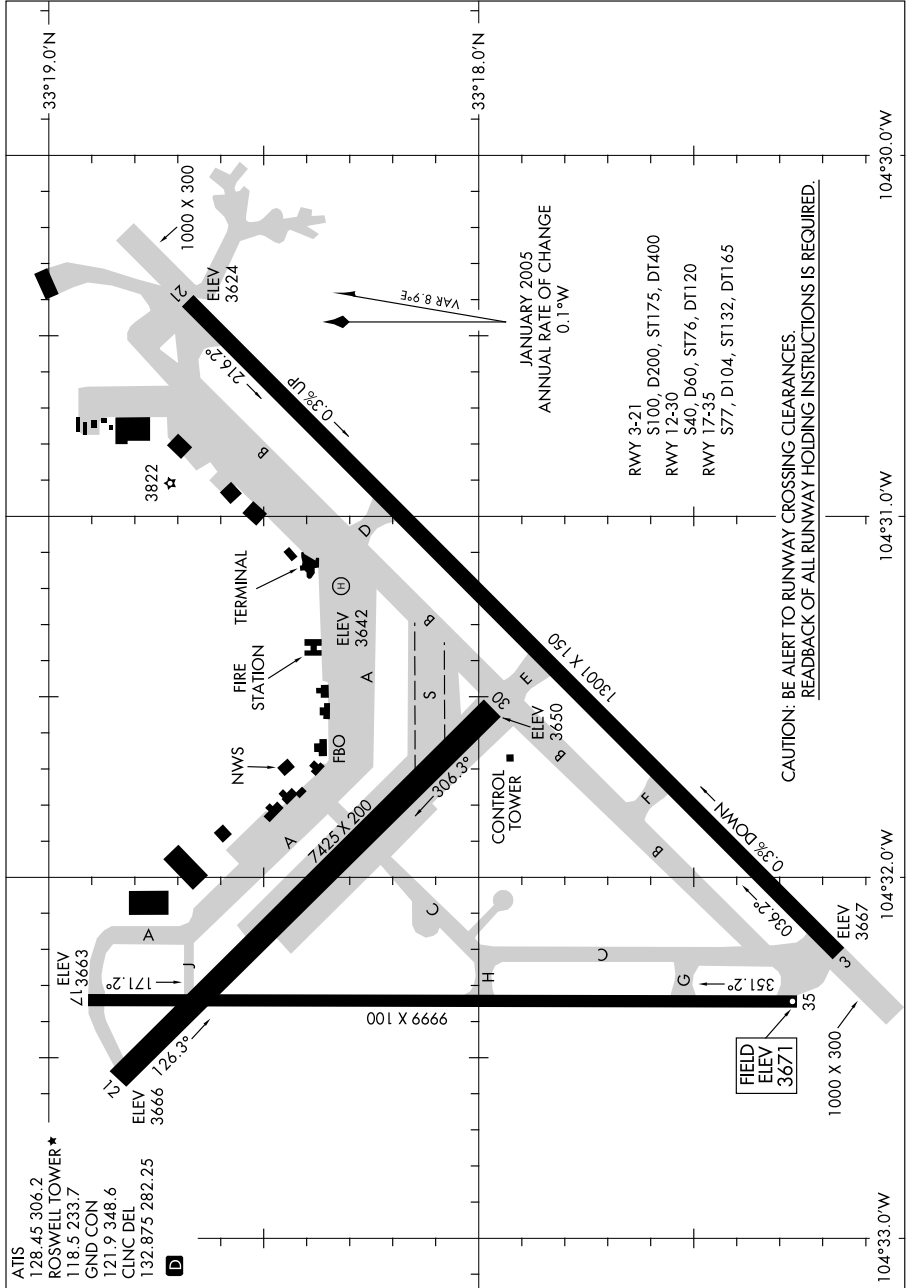 ATIS
128.45 306.2
ROSWELL TOWER★
118.5 233.7
GND CON
121.9 348.6
CLNC DEL
132.875 282.25
D
33°19.0'N
33°18.0'N
104°30.0'W
104°31.0'W
104°32.0'W
104°33.0'W
1000 X 300
21
ELEV
3624
216.2°
0.3% UP
VAR 8.9°E
JANUARY 2005
ANNUAL RATE OF CHANGE
0.1°W
3822
B
TERMINAL
D
H
ELEV
3642
FIRE
STATION
A
B
S
NWS
FBO
30
E
ELEV
3650
13001 X 150
306.3°
7425 X 200
CONTROL
TOWER
B
F
B
A
C
A
J
ELEV
3663
17
171.2°
126.3°
12
ELEV
3666
9999 X 100
H
C
G
351.2°
35
FIELD
ELEV
3671
0.3% DOWN
036.2°
ELEV
3667
3
1000 X 300
RWY 3-21
S100, D200, ST175, DT400
RWY 12-30
S40, D60, ST76, DT120
RWY 17-35
S77, D104, ST132, DT165
CAUTION: BE ALERT TO RUNWAY CROSSING CLEARANCES.
READBACK OF ALL RUNWAY HOLDING INSTRUCTIONS IS REQUIRED.